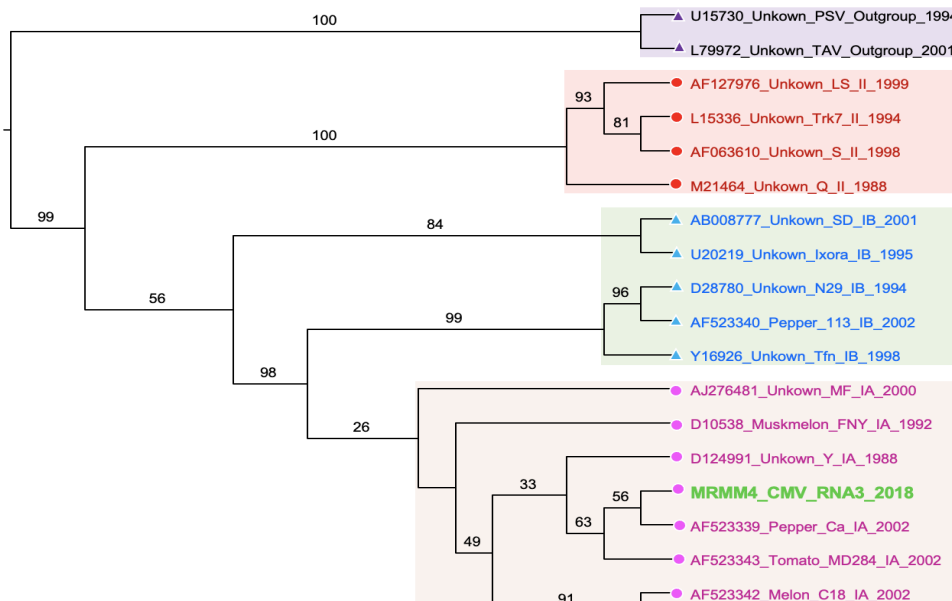 U15730_Unkown_PSV_Outgroup_1994
100
L79972_Unkown_TAV_Outgroup_2001
AF127976_Unkown_LS_II_1999
93
L15336_Unkown_Trk7_II_1994
81
100
AF063610_Unkown_S_II_1998
M21464_Unkown_Q_II_1988
99
AB008777_Unkown_SD_IB_2001
84
U20219_Unkown_Ixora_IB_1995
D28780_Unkown_N29_IB_1994
96
56
99
AF523340_Pepper_113_IB_2002
Y16926_Unkown_Tfn_IB_1998
98
AJ276481_Unkown_MF_IA_2000
26
D10538_Muskmelon_FNY_IA_1992
D124991_Unkown_Y_IA_1988
33
56
MRMM4_CMV_RNA3_2018
63
AF523339_Pepper_Ca_IA_2002
49
AF523343_Tomato_MD284_IA_2002
91
AF523342_Melon_C18_IA_2002